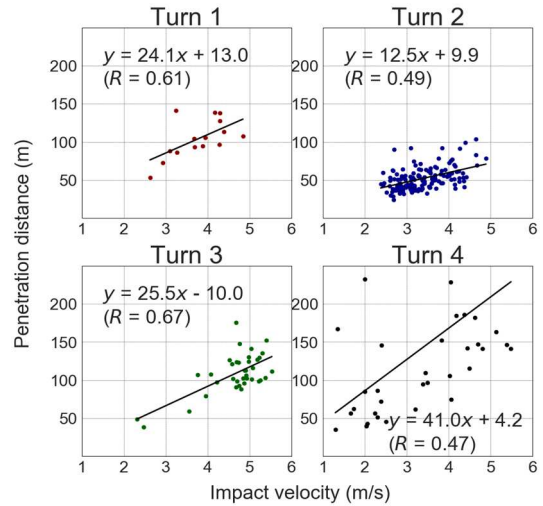 Turn 1
Turn 2
y = 24.1x + 13.0
(R = 0.61)
y = 12.5x + 9.9
(R = 0.49)
200
150
100
50
200
150
100
50
1 2 3 4 5 6
1 2 3 4 5 6
Turn 3
Turn 4
y = 25.5x - 10.0
(R = 0.67)
y = 41.0x + 4.2
(R = 0.47)
200
150
100
50
200
150
100
50
1 2 3 4 5 6
1 2 3 4 5 6
Penetration distance (m)
Impact velocity (m/s)